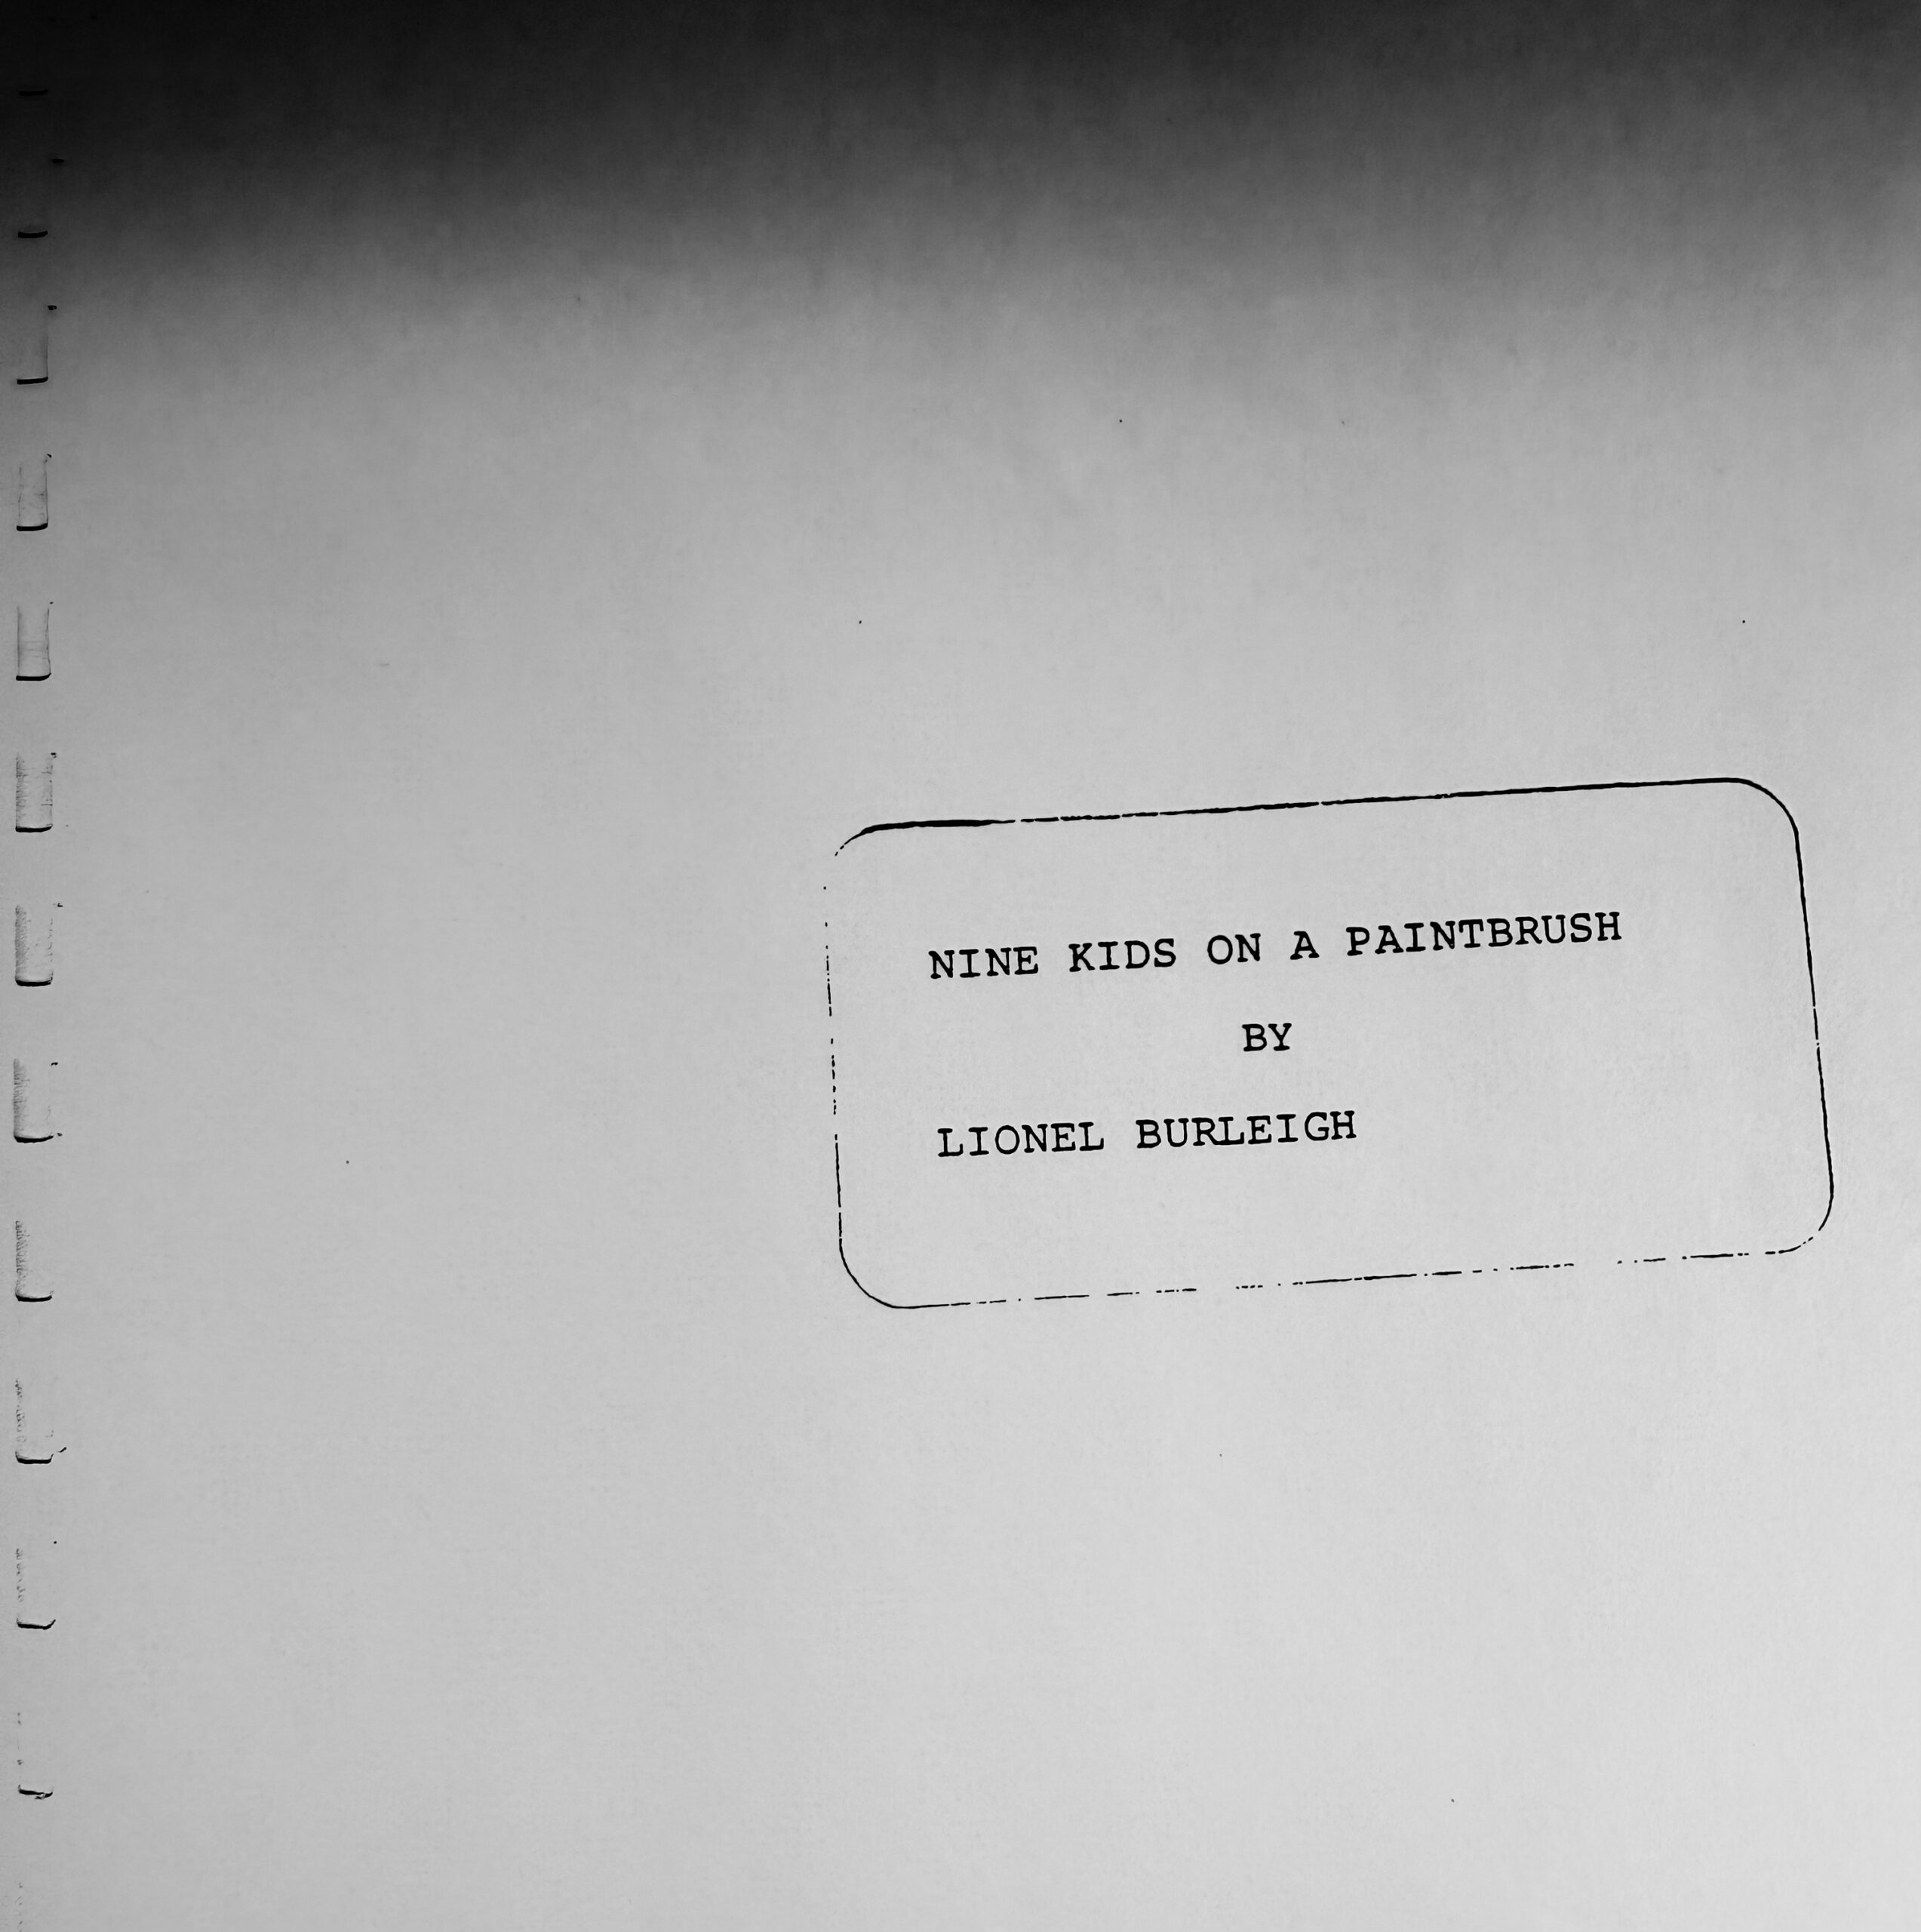 NINE KIDS ON A PAINTBRUSH
BY
LIONEL BURLEIGH